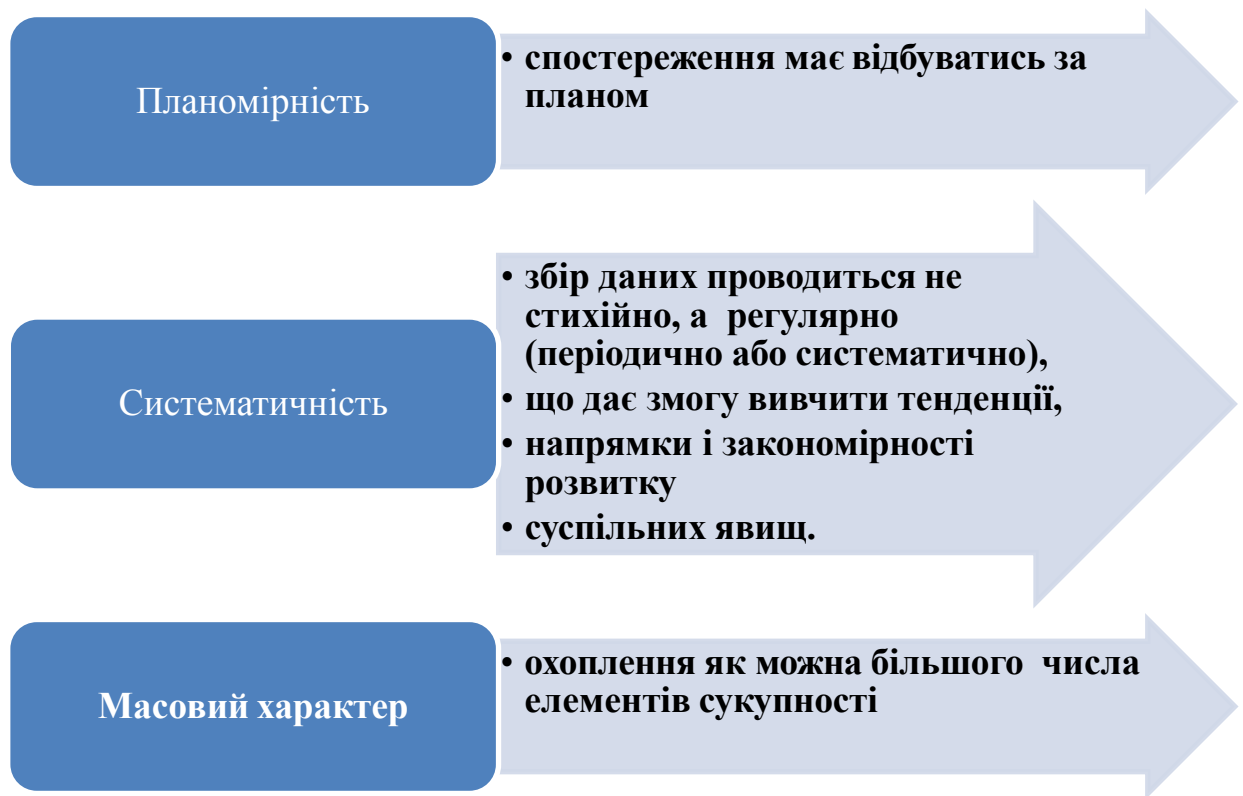 Планомірність
• спостереження має відбуватись за
планом
Систематичність
• збір даних проводиться не
стихійно, а регулярно
(періодично або систематично),
• що дає змогу вивчити тенденції,
• напрямки і закономірності
розвитку
• суспільних явищ.
Масовий характер
• охоплення як можна більшого числа
елементів сукупності